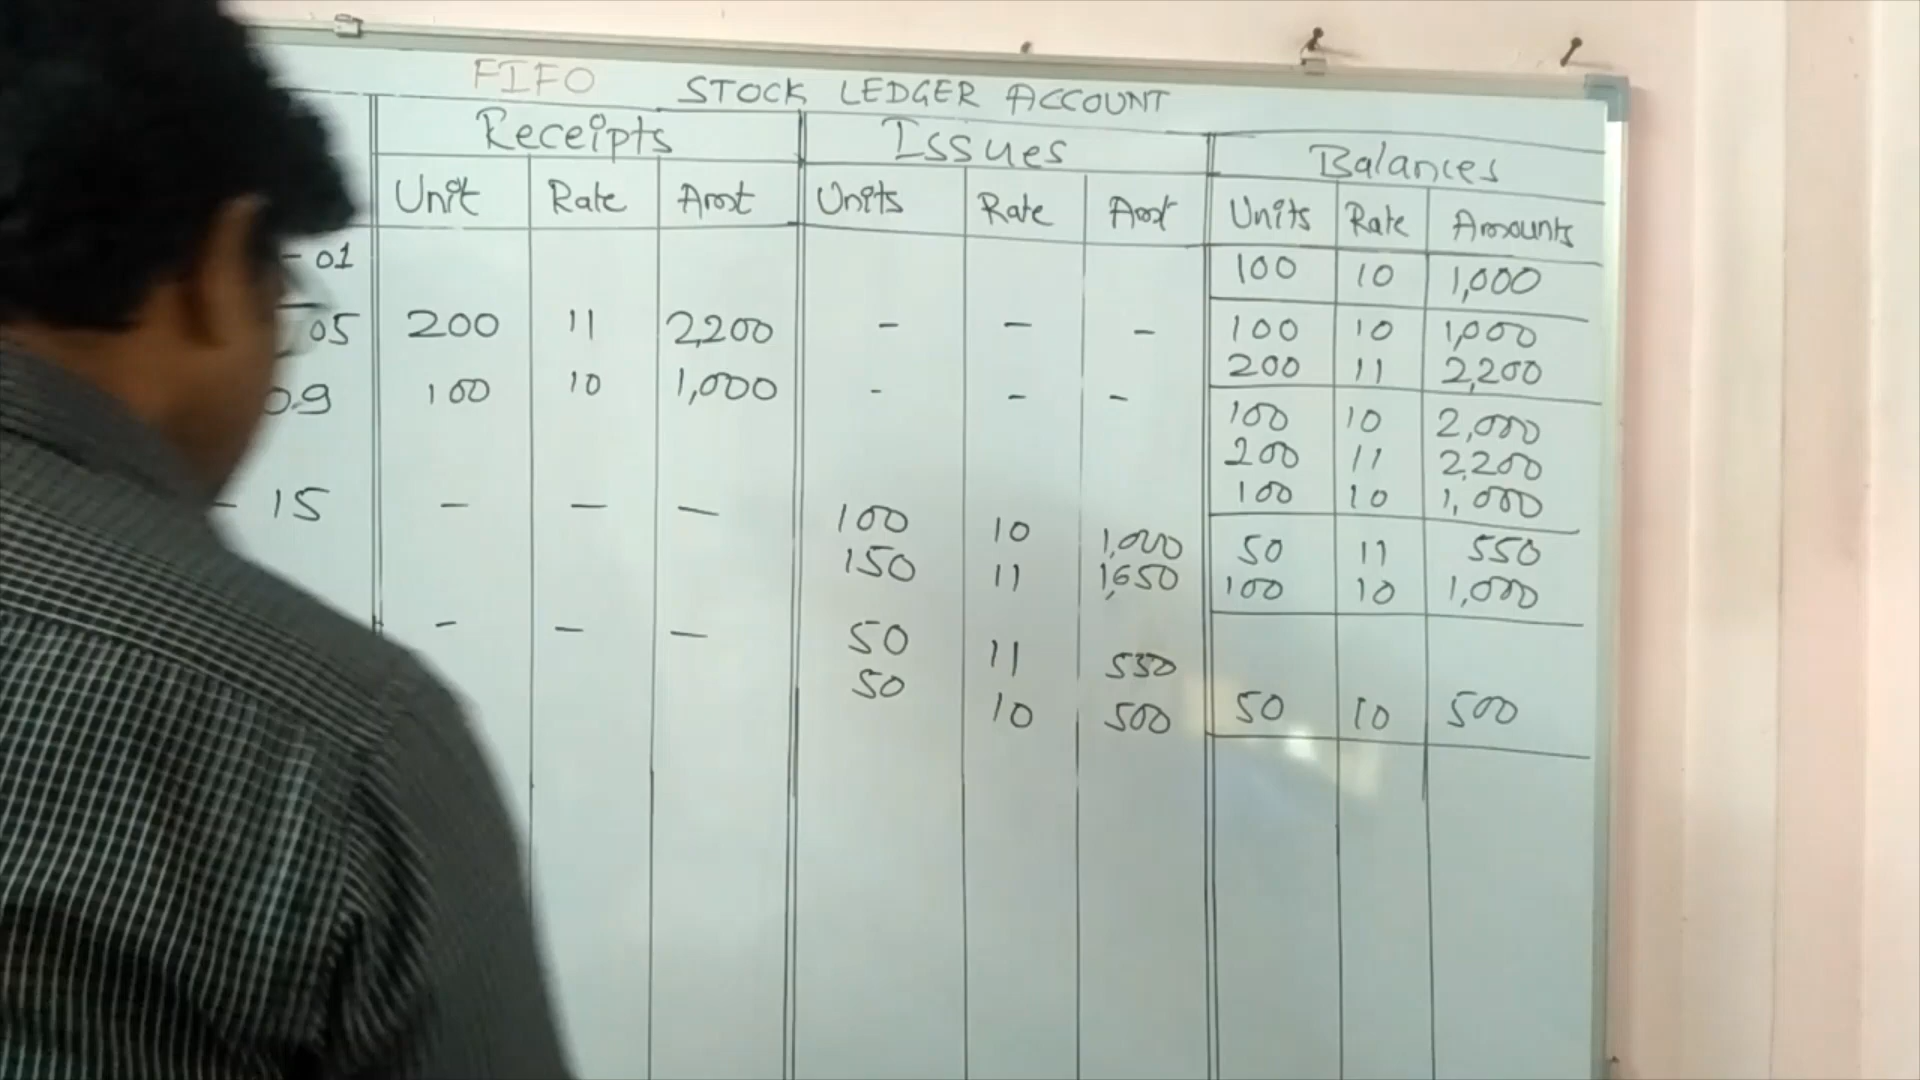 FIFO STOCK LEDGER ACCOUNT
Receipts Issues Balances
Unit Rate Amt Units Rate Amt Units Rate Amounts
- 01 100 10 1,000
05 200 11 2,200 - - - 100 10 1,000
200 11 2,200
09 100 10 1,000 - - - 100 10 2,000
200 11 2,200
100 10 1,000
- 15 - - - 100 10 1,000 50 11 550
150 11 1,650 100 10 1,000
- - - 50 11 550
50 10 500 50 10 500